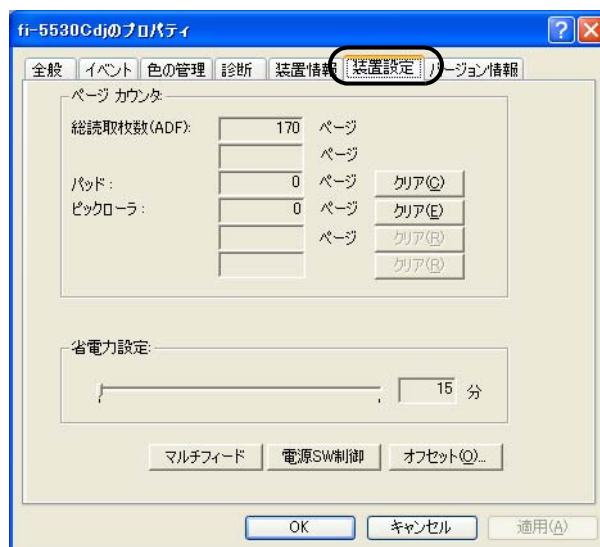 fi-5530Cdjのプロパティ
全般 イベント 色の管理 診断 装置情報 装置設定 バージョン情報
ページ カウンタ:
総読取枚数(ADF): 170 ページ
ページ
パッド: 0 ページ クリア(C)
ピックローラ: 0 ページ クリア(E)
ページ クリア(R)
クリア(R)
省電力設定:
15 分
マルチフィード 電源SW制御 オフセット(O)...
OK キャンセル 適用(A)